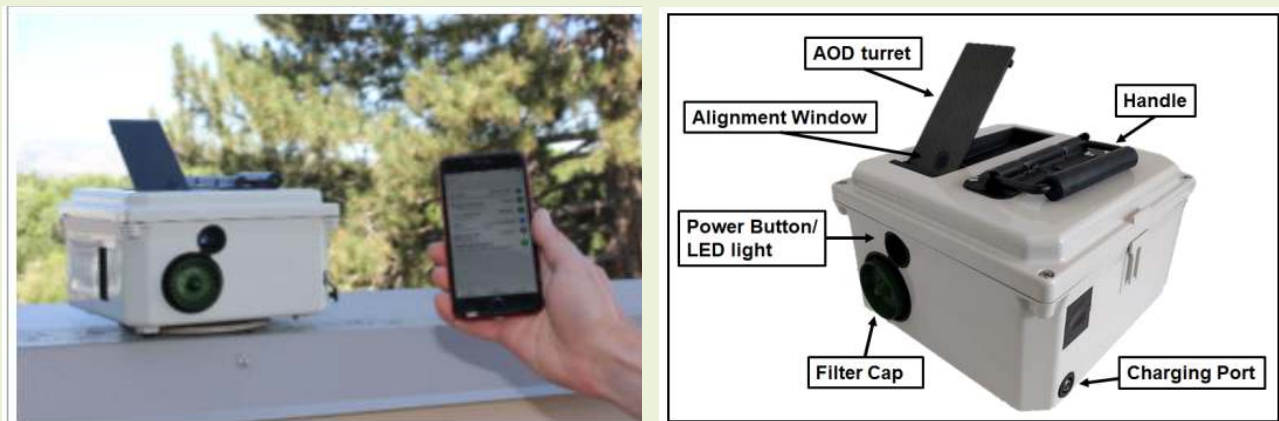 AOD turret
Handle
Alignment Window
Power Button/
LED light
Filter Cap
Charging Port